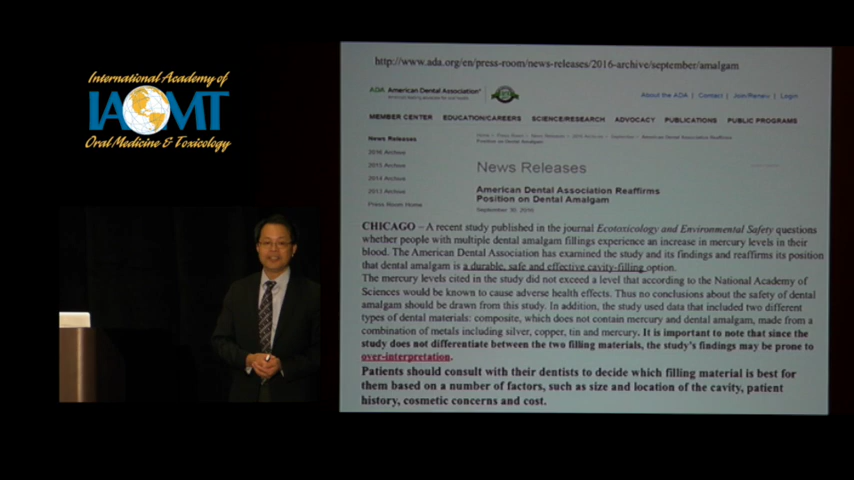 International Academy of
IAOMT
Oral Medicine & Toxicology
http://www.ada.org/en/press-room/news-releases/2016-archive/september/amalgam
ADA American Dental Association®
About the ADA | Contact | Join/Renew | Login
MEMBER CENTER EDUCATION/CAREERS SCIENCE/RESEARCH ADVOCACY PUBLICATIONS PUBLIC PROGRAMS
News Releases
2016 Archive
2015 Archive
2014 Archive
2013 Archive
Press Room Home
Position on Dental Amalgam
News Releases
American Dental Association Reaffirms
Position on Dental Amalgam
September 30, 2016
CHICAGO – A recent study published in the journal Ecotoxicology and Environmental Safety questions
whether people with multiple dental amalgam fillings experience an increase in mercury levels in their
blood. The American Dental Association has examined the study and its findings and reaffirms its position
that dental amalgam is a durable, safe and effective cavity-filling option.
The mercury levels cited in the study did not exceed a level that according to the National Academy of
Sciences would be known to cause adverse health effects. Thus no conclusions about the safety of dental
amalgam should be drawn from this study. In addition, the study used data that included two different
types of dental materials: composite, which does not contain mercury and dental amalgam, made from a
combination of metals including silver, copper, tin and mercury. It is important to note that since the
study does not differentiate between the two filling materials, the study's findings may be prone to
over-interpretation.
Patients should consult with their dentists to decide which filling material is best for
them based on a number of factors, such as size and location of the cavity, patient
history, cosmetic concerns and cost.